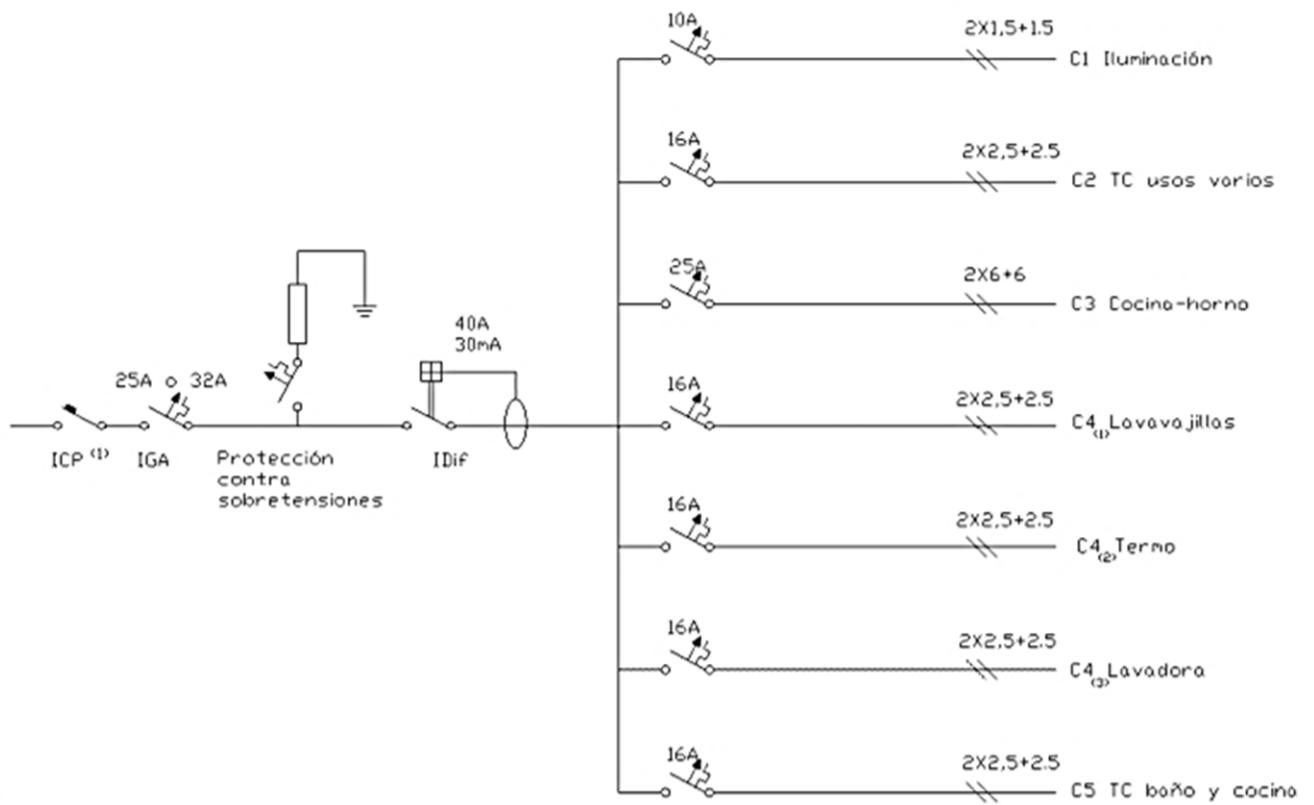 10A
2X1,5+1.5
C1 Iluminación
16A
2X2,5+2.5
C2 TC usos varios
25A
2X6+6
C3 Cocina-horno
40A
30mA
25A o 32A
ICP (1)
IGA
Protección
contra
sobretensiones
IDif
16A
2X2,5+2.5
C4(1)Lavavajillas
16A
2X2,5+2.5
C4(2)Termo
16A
2X2,5+2.5
C4(3)Lavadora
16A
2X2,5+2.5
C5 TC baño y cocina